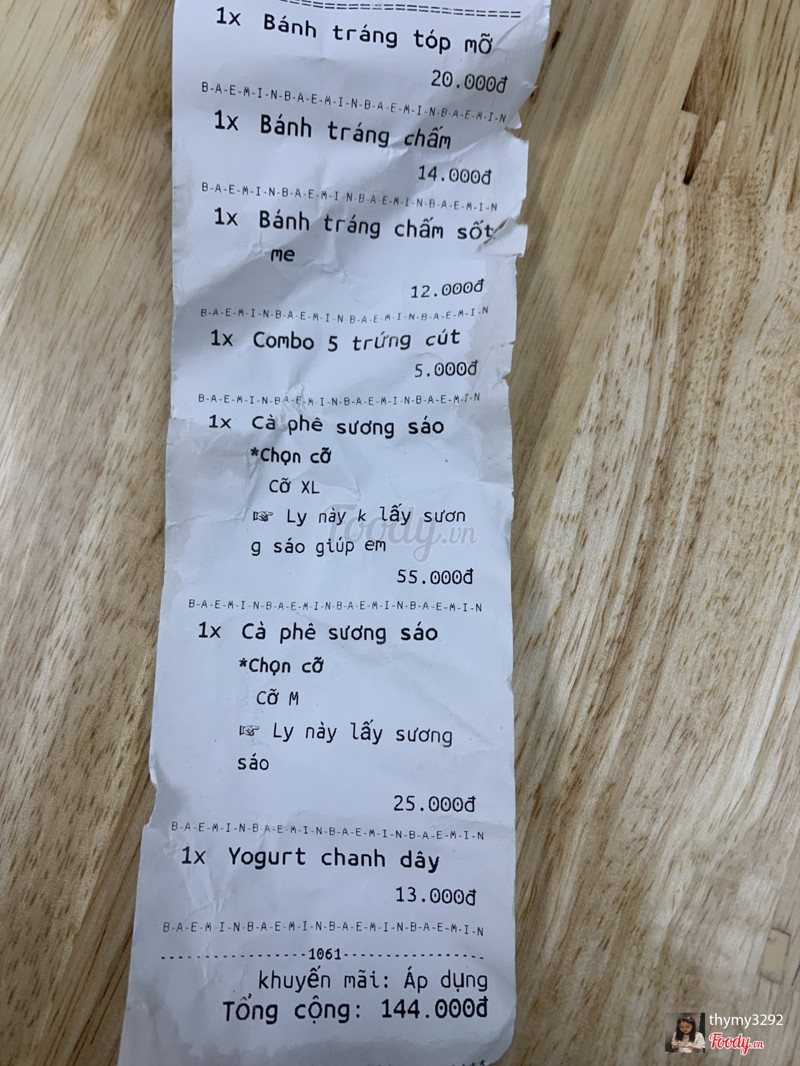 1x Bánh tráng tóp mỡ
20.000đ
B-A-E-M-I-N-B-A-E-M-I-N-B-A-E-M-I-N-B-A-E-M-I-N
1x Bánh tráng chấm
14.000đ
B-A-E-M-I-N-B-A-E-M-I-N-B-A-E-M-I-N-B-A-E-M-I-N
1x Bánh tráng chấm sốt
me
12.000đ
B-A-E-M-I-N-B-A-E-M-I-N-B-A-E-M-I-N-B-A-E-M-I-N
1x Combo 5 trứng cút
5.000đ
B-A-E-M-I-N-B-A-E-M-I-N-B-A-E-M-I-N-B-A-E-M-I-N
1x Cà phê sương sáo
*Chọn cỡ
Cỡ XL
☞ Ly này k lấy sươn
g sáo giúp em
Foody.vn
55.000đ
B-A-E-M-I-N-B-A-E-M-I-N-B-A-E-M-I-N-B-A-E-M-I-N
1x Cà phê sương sáo
*Chọn cỡ
Cỡ M
☞ Ly này lấy sương
sáo
25.000đ
B-A-E-M-I-N-B-A-E-M-I-N-B-A-E-M-I-N-B-A-E-M-I-N
1x Yogurt chanh dây
13.000đ
B-A-E-M-I-N-B-A-E-M-I-N-B-A-E-M-I-N-B-A-E-M-I-N
-----------------1061-----------------
khuyến mãi: Áp dụng
Tổng cộng: 144.000đ
thymy3292
Foody.vn